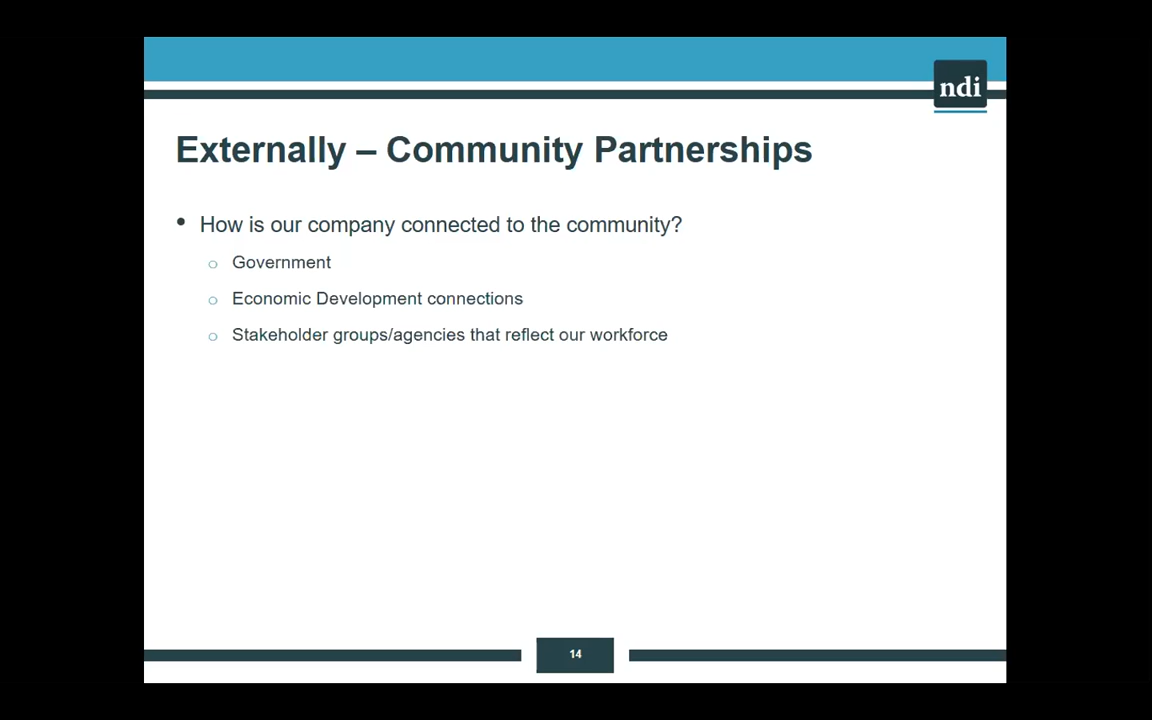 ndi
Externally – Community Partnerships
• How is our company connected to the community?
o Government
o Economic Development connections
o Stakeholder groups/agencies that reflect our workforce
14